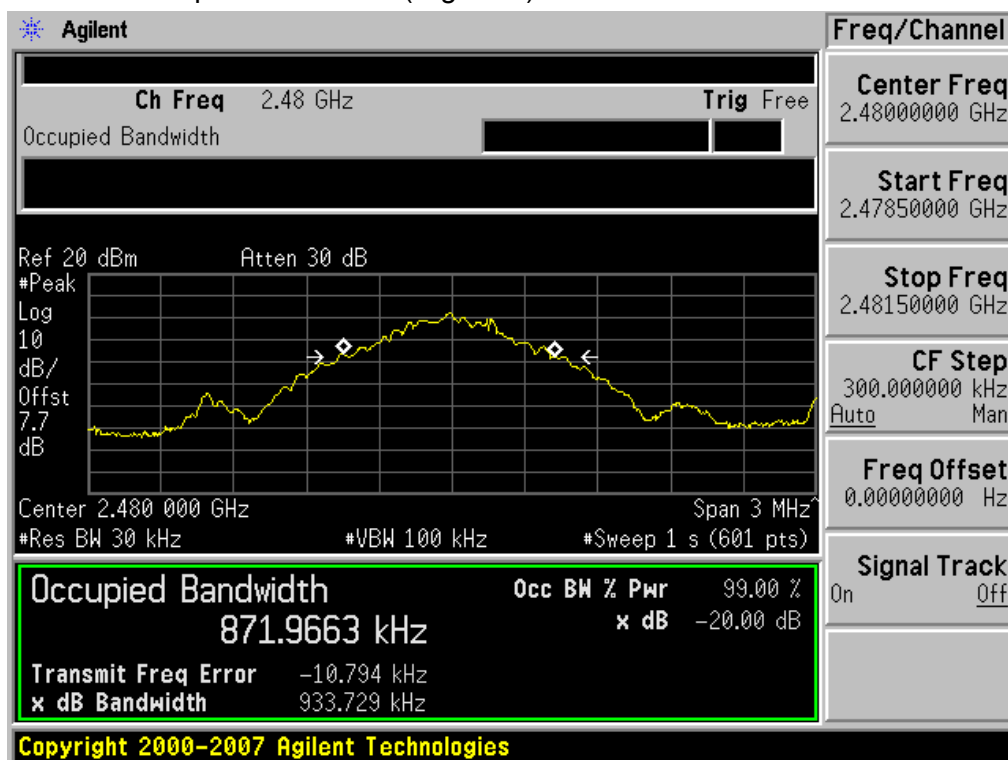 Agilent
Freq/Channel
Ch Freq 2.48 GHz Trig Free
Occupied Bandwidth
Center Freq
2.48000000 GHz
Start Freq
2.47850000 GHz
Stop Freq
2.48150000 GHz
CF Step
300.000000 kHz
Auto Man
Freq Offset
0.00000000 Hz
Signal Track
On Off
Ref 20 dBm Atten 30 dB
#Peak
Log
10
dB/
Offst
7.7
dB
Center 2.480 000 GHz Span 3 MHz^
#Res BW 30 kHz #VBW 100 kHz #Sweep 1 s (601 pts)
Occupied Bandwidth Occ BW % Pwr 99.00 %
871.9663 kHz x dB -20.00 dB
Transmit Freq Error -10.794 kHz
x dB Bandwidth 933.729 kHz
Copyright 2000-2007 Agilent Technologies